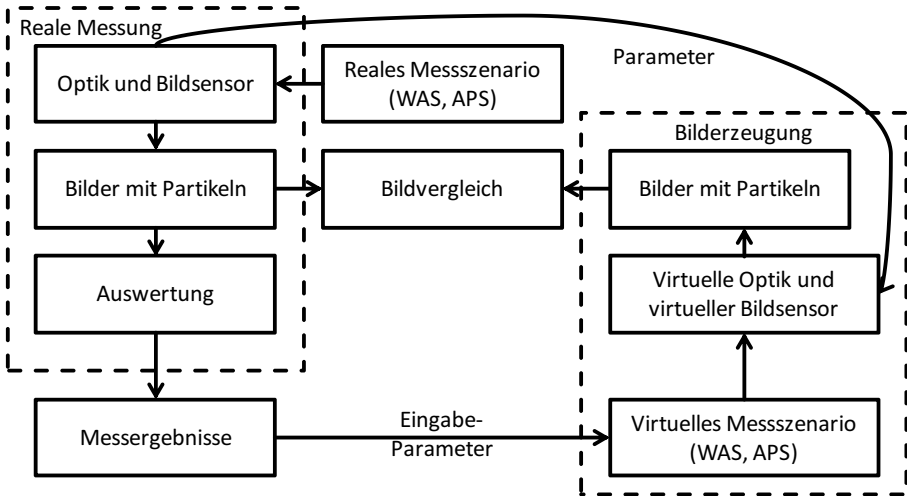 Reale Messung
Optik und Bildsensor
Reales Messszenario
(WAS, APS)
Parameter
Bilderzeugung
Bilder mit Partikeln
Bildvergleich
Bilder mit Partikeln
Auswertung
Virtuelle Optik und
virtueller Bildsensor
Messergebnisse
Eingabe-
Parameter
Virtuelles Messszenario
(WAS, APS)